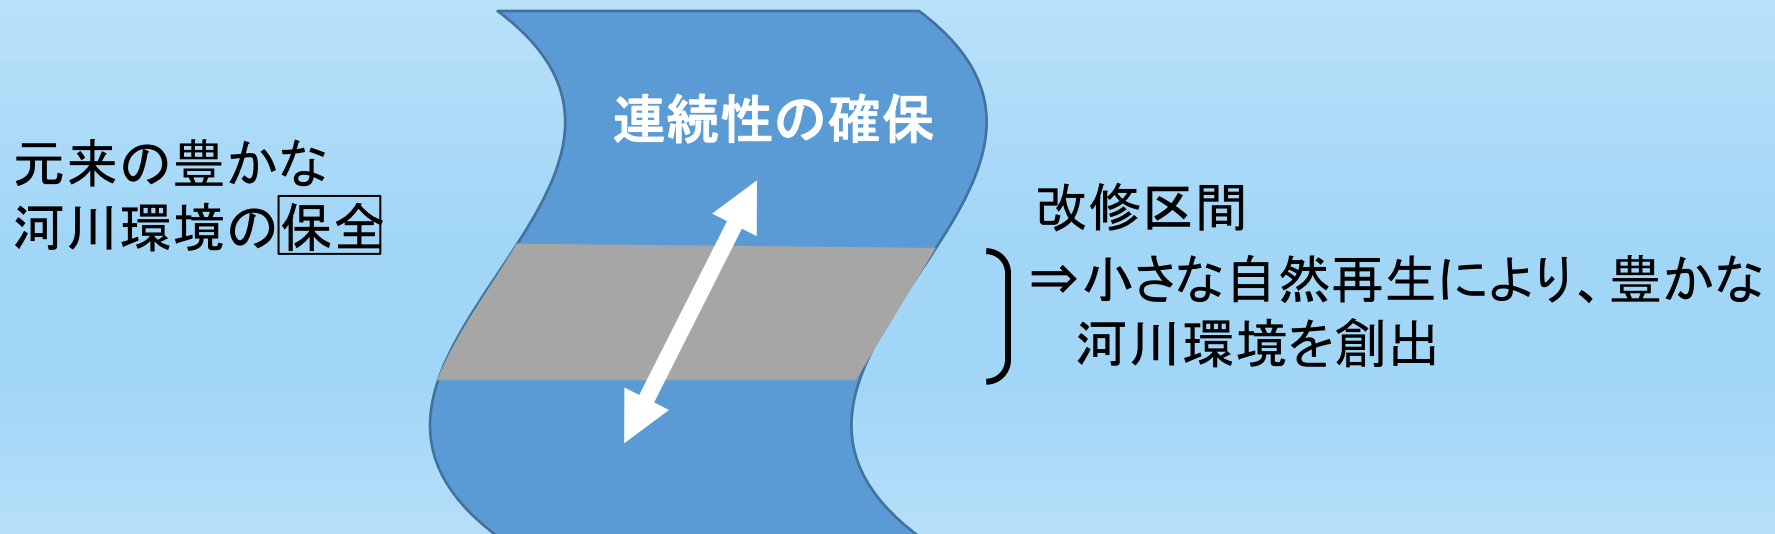 連続性の確保
元来の豊かな
河川環境の保全
改修区間
⇒小さな自然再生により、豊かな
河川環境を創出